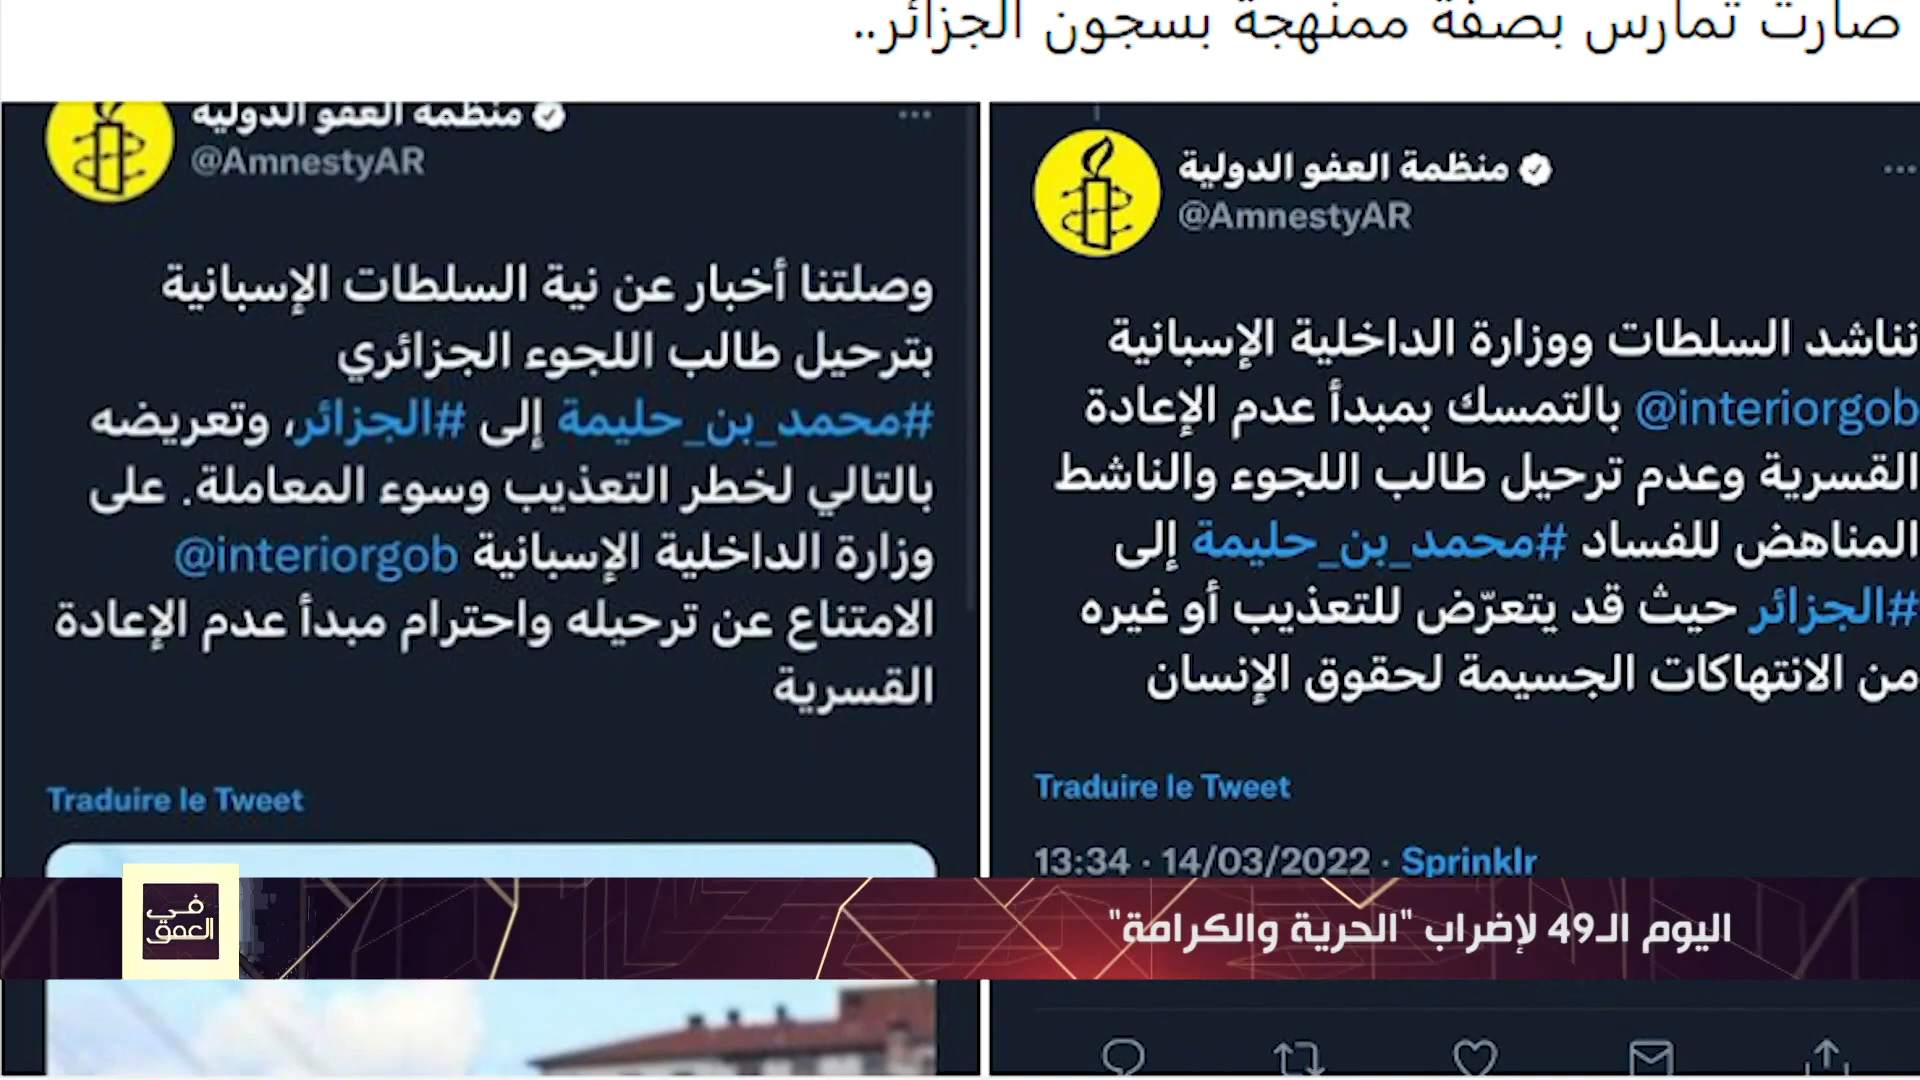 صارت تمارس بصفة ممنهجة بسجون الجزائر..
منظمة العفو الدولية
@AmnestyAR
نناشد السلطات ووزارة الداخلية الإسبانية
@interiorgob بالتمسك بمبدأ عدم الإعادة
القسرية وعدم ترحيل طالب اللجوء والناشط
المناهض للفساد #محمد_بن_حليمة إلى
#الجزائر حيث قد يتعرّض للتعذيب أو غيره
من الانتهاكات الجسيمة لحقوق الإنسان
Traduire le Tweet
13:34 · 14/03/2022 · Sprinklr
منظمة العفو الدولية
@AmnestyAR
وصلتنا أخبار عن نية السلطات الإسبانية
بترحيل طالب اللجوء الجزائري
#محمد_بن_حليمة إلى #الجزائر، وتعريضه
بالتالي لخطر التعذيب وسوء المعاملة. على
وزارة الداخلية الإسبانية @interiorgob
الامتناع عن ترحيله واحترام مبدأ عدم الإعادة
القسرية
Traduire le Tweet
اليوم الـ49 لإضراب "الحرية والكرامة"
في
العمق